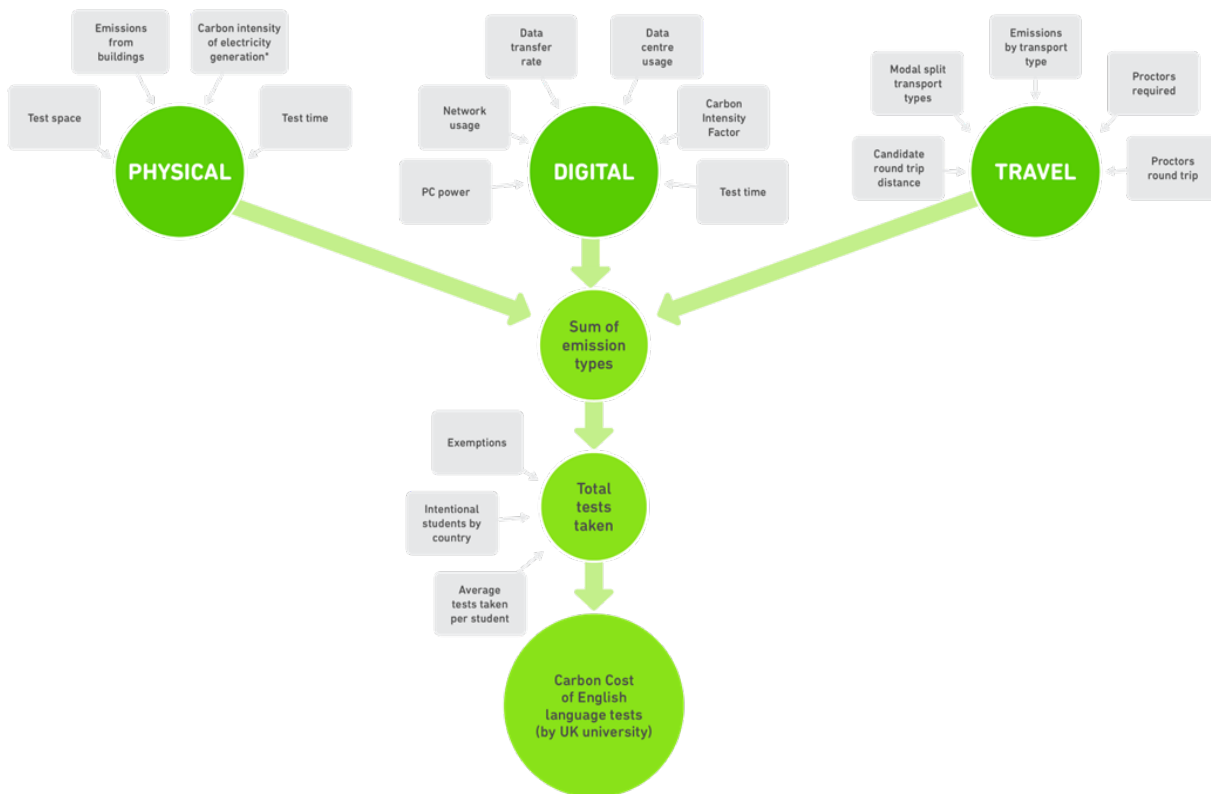 Emissions
from
buildings
Carbon intensity
of electricity
generation*
Test space
Test time
PHYSICAL
Data
transfer
rate
Data
centre
usage
Network
usage
Carbon
Intensity
Factor
PC power
Test time
DIGITAL
Emissions
by transport
type
Modal split
transport
types
Proctors
required
Candidate
round trip
distance
Proctors
round trip
TRAVEL
Sum of
emission
types
Exemptions
Intentional
students by
country
Average
tests taken
per student
Total
tests
taken
Carbon Cost
of English
language tests
(by UK university)